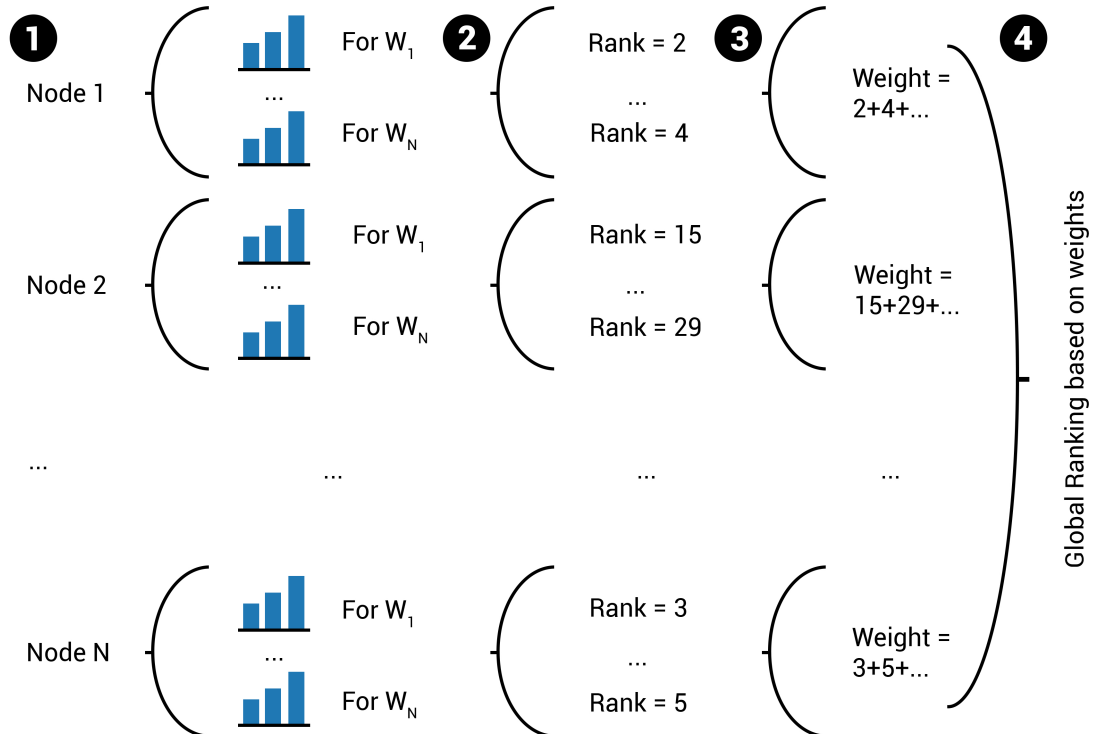 1
2
3
4
Node 1
For W1
...
For WN
Rank = 2
...
Rank = 4
Weight =
2+4+...
Node 2
For W1
...
For WN
Rank = 15
...
Rank = 29
Weight =
15+29+...
...
...
...
...
Node N
For W1
...
For WN
Rank = 3
...
Rank = 5
Weight =
3+5+...
Global Ranking based on weights